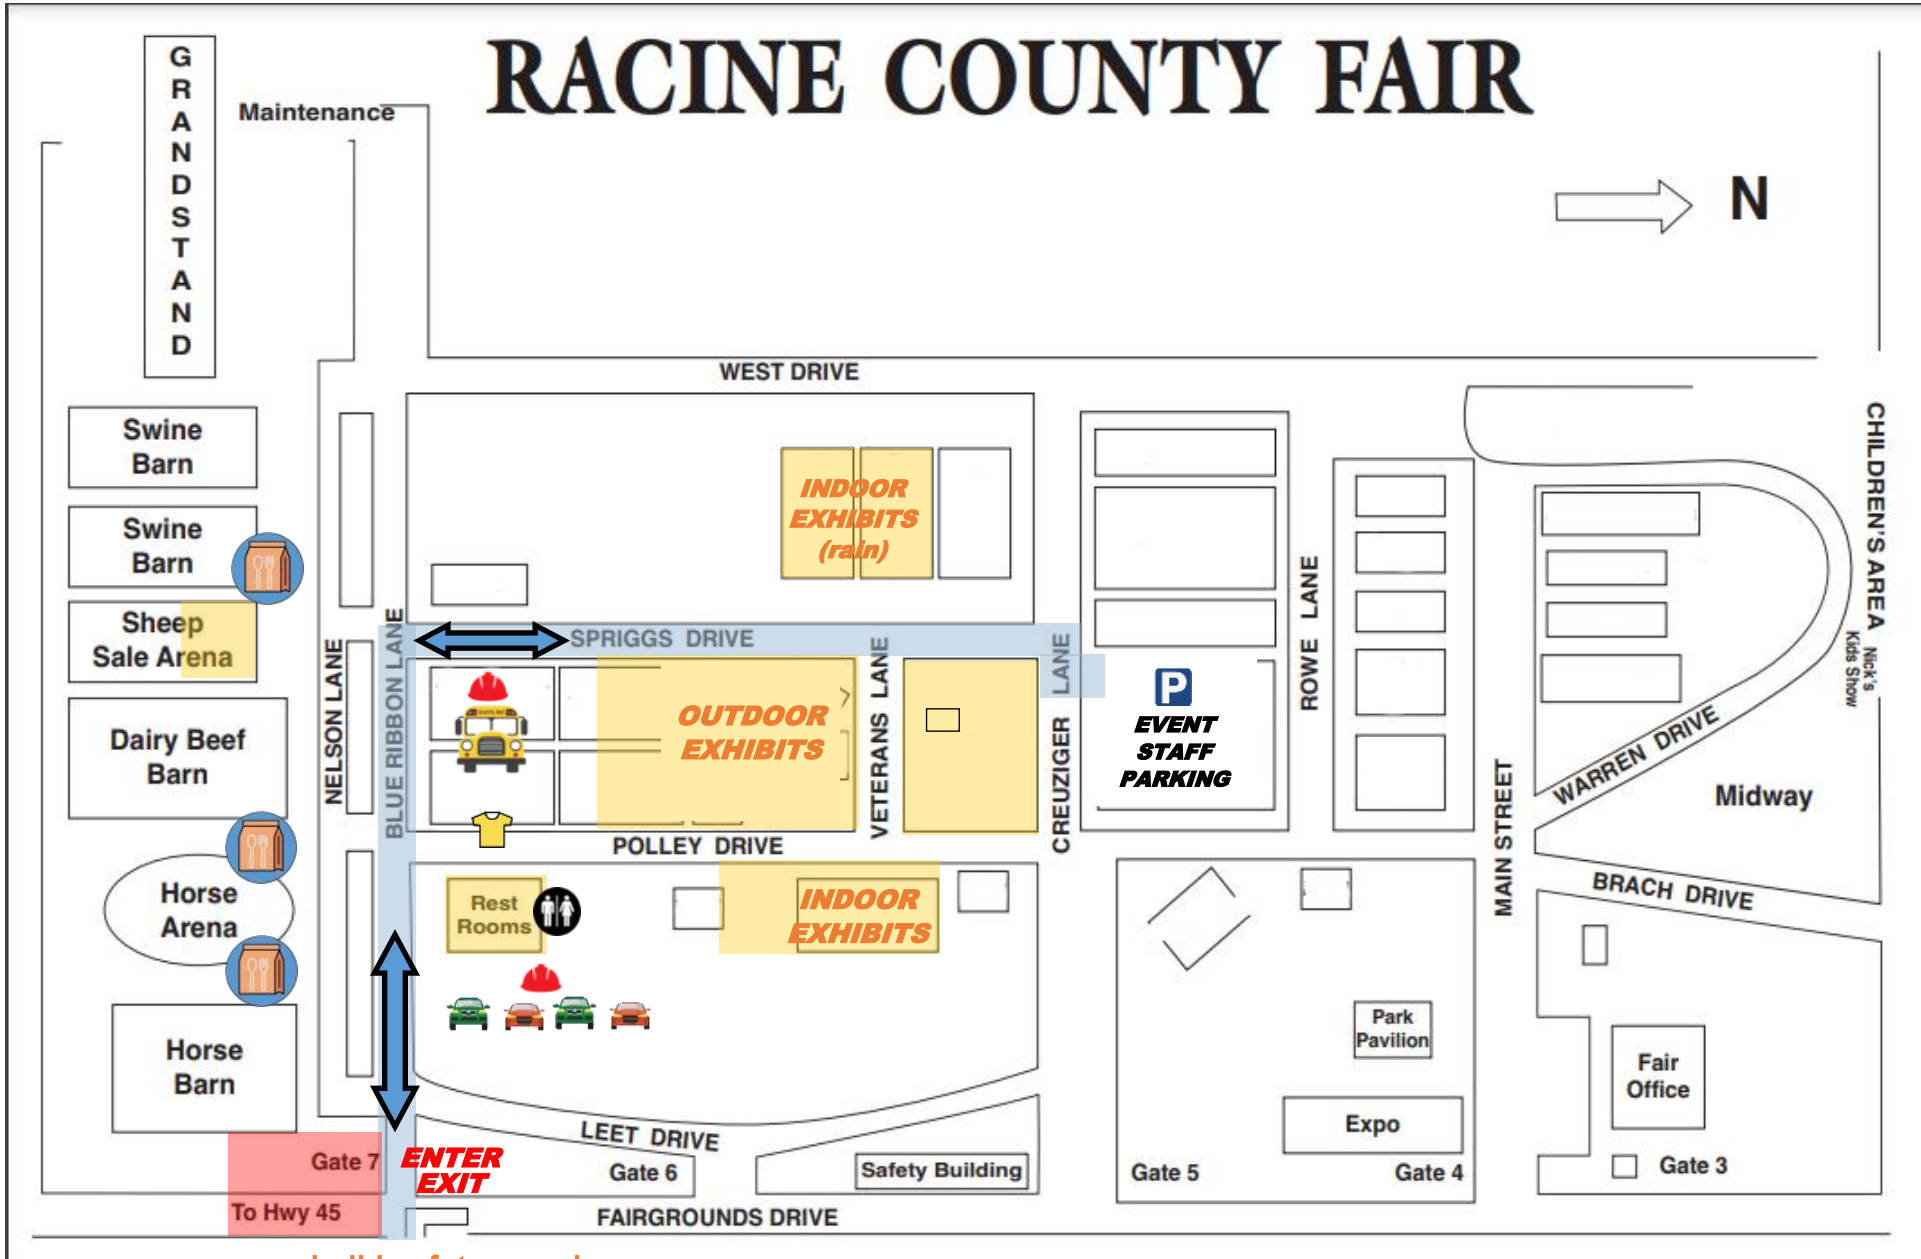 RACINE COUNTY FAIR
GRANDSTAND
Maintenance
N
WEST DRIVE
Swine
Barn
Swine
Barn
Sheep
Sale Arena
Dairy Beef
Barn
Horse
Arena
Horse
Barn
NELSON LANE
BLUE RIBBON LANE
INDOOR
EXHIBITS
(rain)
SPRIGGS DRIVE
OUTDOOR
EXHIBITS
VETERANS LANE
CREUZIGER LANE
P
EVENT
STAFF
PARKING
ROWE LANE
MAIN STREET
WARREN DRIVE
CHILDREN'S AREA
Nick's
Kids Show
Midway
BRACH DRIVE
POLLEY DRIVE
Rest
Rooms
INDOOR
EXHIBITS
Park
Pavilion
Expo
Fair
Office
LEET DRIVE
Gate 7
ENTER
EXIT
Gate 6
Safety Building
Gate 5
Gate 4
Gate 3
To Hwy 45
FAIRGROUNDS DRIVE